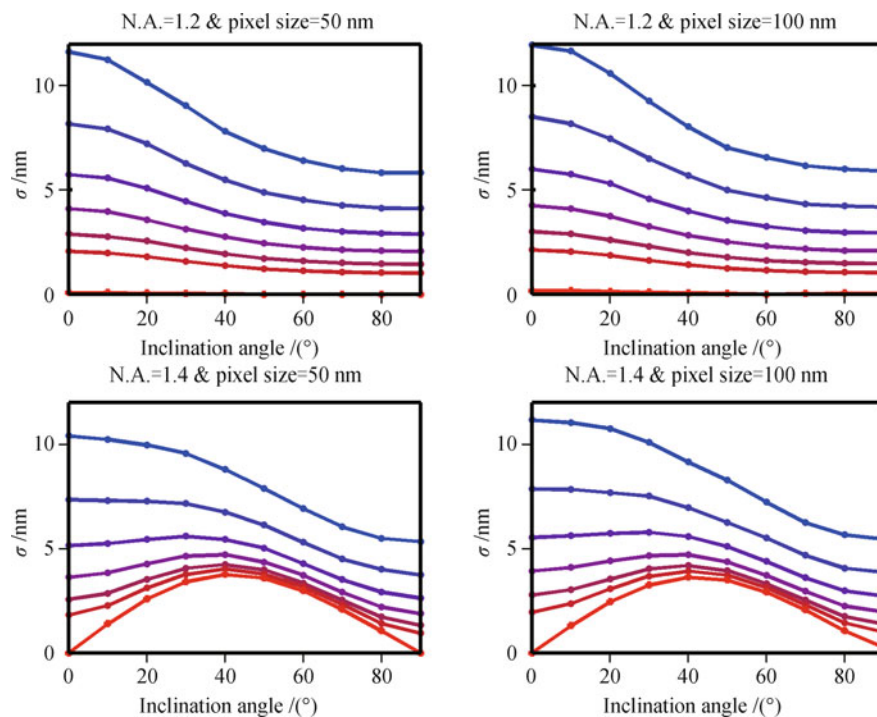 N.A.=1.2 & pixel size=50 nm
10
5
0
σ /nm
0 20 40 60 80
Inclination angle /(°)
N.A.=1.2 & pixel size=100 nm
10
5
0
σ /nm
0 20 40 60 80
Inclination angle /(°)
N.A.=1.4 & pixel size=50 nm
10
5
0
σ /nm
0 20 40 60 80
Inclination angle /(°)
N.A.=1.4 & pixel size=100 nm
10
5
0
σ /nm
0 20 40 60 80
Inclination angle /(°)